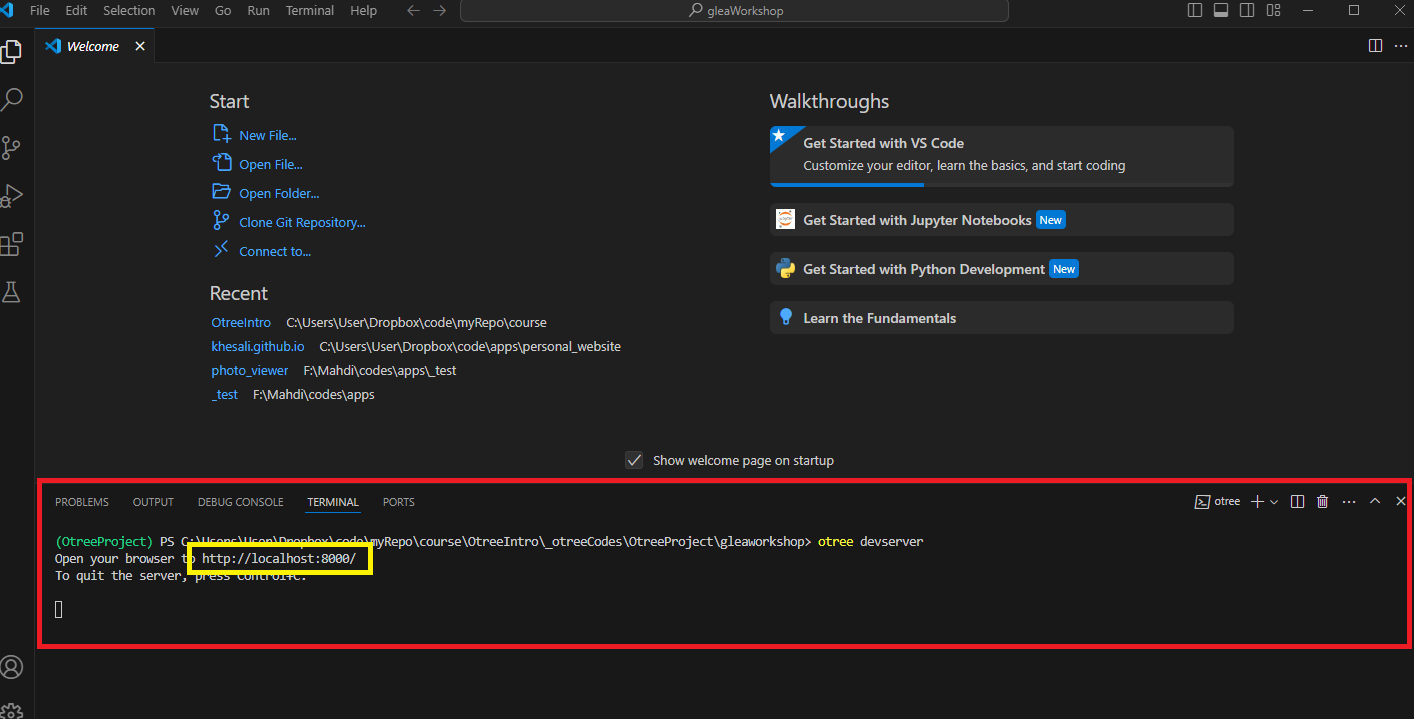 File Edit Selection View Go Run Terminal Help
gleaWorkshop
Welcome
Start
New File...
Open File...
Open Folder...
Clone Git Repository...
Connect to...
Recent
OtreeIntro C:\Users\User\Dropbox\code\myRepo\course
khesali.github.io C:\Users\User\Dropbox\code\apps\personal_website
photo_viewer F:\Mahdi\codes\apps\_test
_test F:\Mahdi\codes\apps
Walkthroughs
Get Started with VS Code
Customize your editor, learn the basics, and start coding
Get Started with Jupyter Notebooks New
Get Started with Python Development New
Learn the Fundamentals
Show welcome page on startup
PROBLEMS OUTPUT DEBUG CONSOLE TERMINAL PORTS
otree
(OtreeProject) PS C:\Users\User\Dropbox\code\myRepo\course\OtreeIntro\_otreeCodes\OtreeProject\gleaworkshop> otree devserver
Open your browser to http://localhost:8000/
To quit the server, press Control+C.